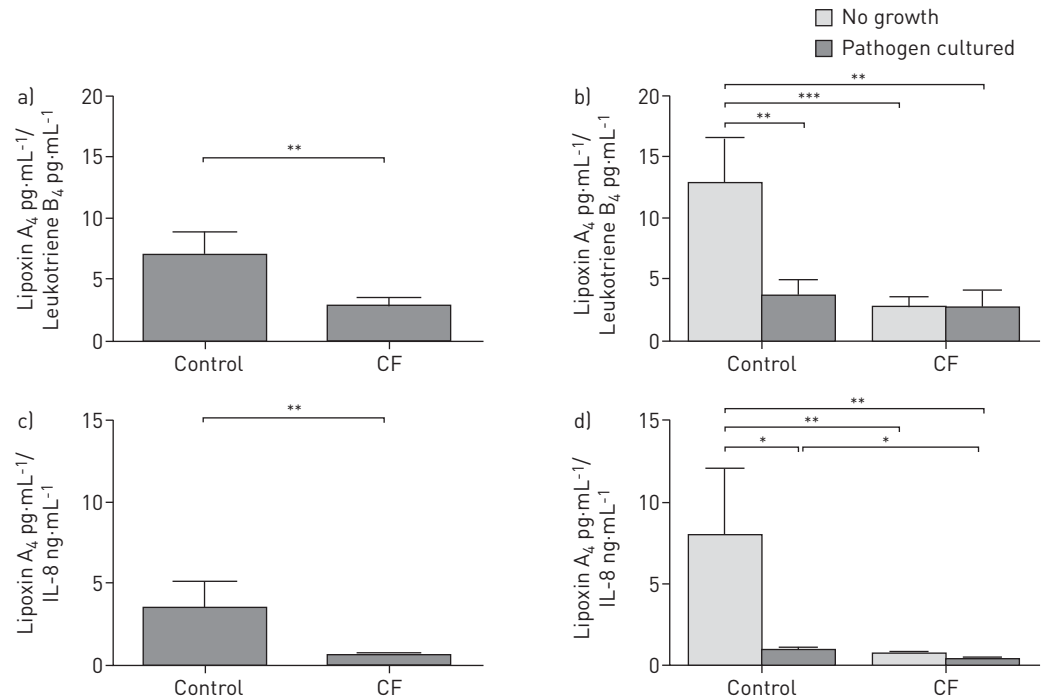 No growth
Pathogen cultured
a)
Lipoxin A4 pg·mL-1/
Leukotriene B4 pg·mL-1
20
15
10
5
0
**
Control
CF
b)
Lipoxin A4 pg·mL-1/
Leukotriene B4 pg·mL-1
20
15
10
5
0
**
***
**
Control
CF
c)
Lipoxin A4 pg·mL-1/
IL-8 ng·mL-1
15
10
5
0
**
Control
CF
d)
Lipoxin A4 pg·mL-1/
IL-8 ng·mL-1
15
10
5
0
**
**
*
*
Control
CF